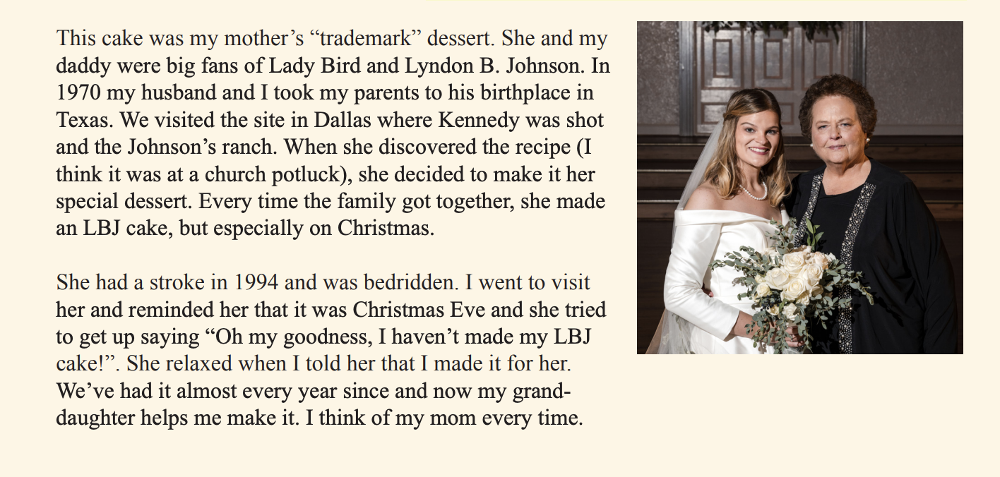 This cake was my mother’s “trademark” dessert. She and my
daddy were big fans of Lady Bird and Lyndon B. Johnson. In
1970 my husband and I took my parents to his birthplace in
Texas. We visited the site in Dallas where Kennedy was shot
and the Johnson’s ranch. When she discovered the recipe (I
think it was at a church potluck), she decided to make it her
special dessert. Every time the family got together, she made
an LBJ cake, but especially on Christmas.
She had a stroke in 1994 and was bedridden. I went to visit
her and reminded her that it was Christmas Eve and she tried
to get up saying “Oh my goodness, I haven’t made my LBJ
cake!”. She relaxed when I told her that I made it for her.
We’ve had it almost every year since and now my grand-
daughter helps me make it. I think of my mom every time.